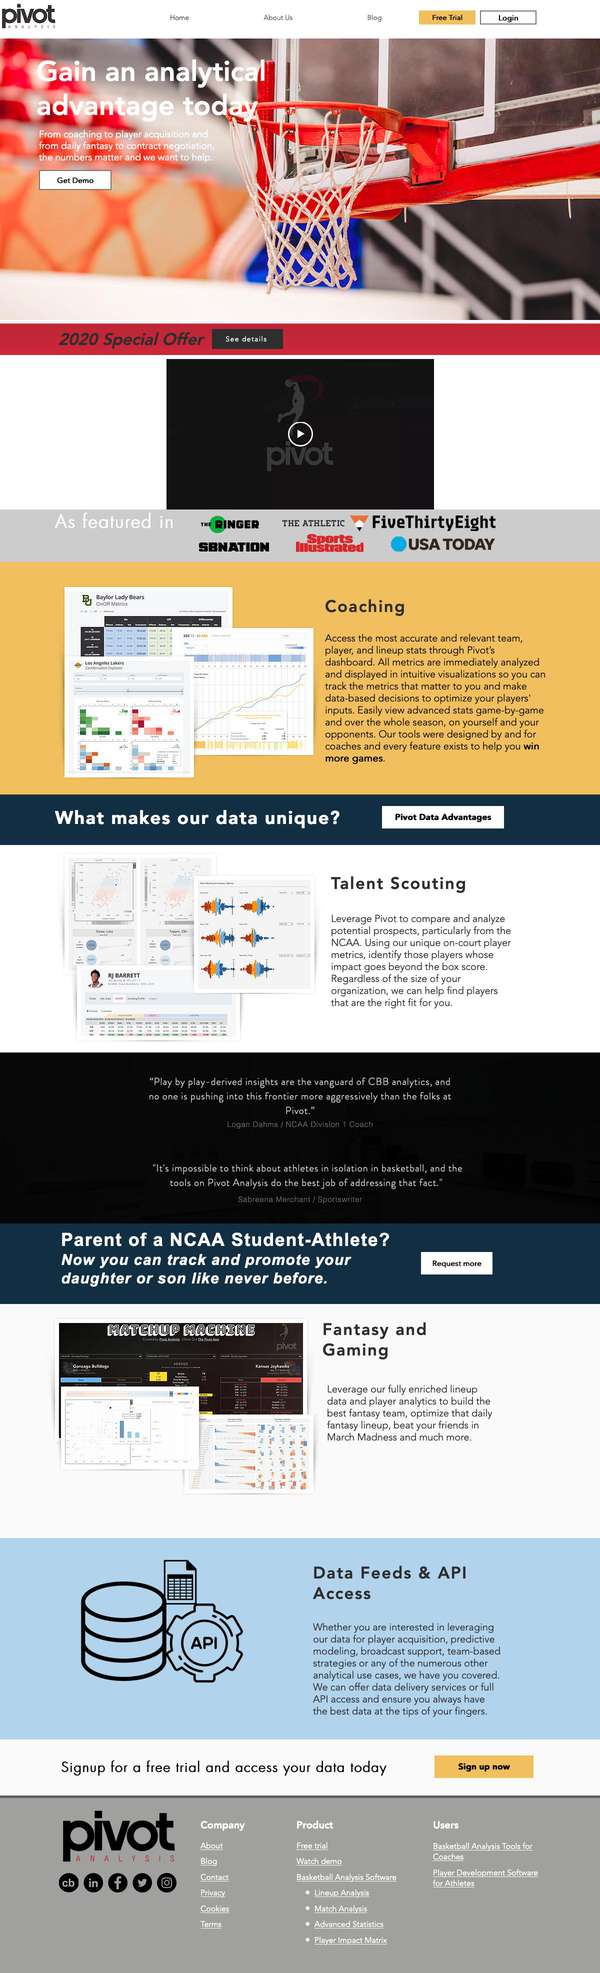 pivot
ANALYSIS
Home
About Us
Blog
Free Trial
Login
Gain an analytical
advantage today
From coaching to player acquisition and
from daily fantasy to contract negotiation,
the numbers matter and we want to help.
Get Demo
2020 Special Offer
See details
pivot
As featured in
THE RINGER
THE ATHLETIC
FiveThirtyEight
SBNATION
Sports
Illustrated
USA TODAY
Baylor Lady Bears
On/Off Metrics
Los Angeles Lakers
Combination Explorer
Coaching
Access the most accurate and relevant team,
player, and lineup stats through Pivot's
dashboard. All metrics are immediately analyzed
and displayed in intuitive visualizations so you can
track the metrics that matter to you and make
data-based decisions to optimize your players'
inputs. Easily view advanced stats game-by-game
and over the whole season, on yourself and your
opponents. Our tools were designed by and for
coaches and every feature exists to help you win
more games.
What makes our data unique?
Pivot Data Advantages
RJ BARRETT
Talent Scouting
Leverage Pivot to compare and analyze
potential prospects, particularly from the
NCAA. Using our unique on-court player
metrics, identify those players whose
impact goes beyond the box score.
Regardless of the size of your
organization, we can help find players
that are the right fit for you.
"Play by play-derived insights are the vanguard of CBB analytics, and
no one is pushing into this frontier more aggressively than the folks at
Pivot."
Logan Dahms / NCAA Division 1 Coach
"It's impossible to think about athletes in isolation in basketball, and the
tools on Pivot Analysis do the best job of addressing that fact."
Sabreena Merchant / Sportswriter
Parent of a NCAA Student-Athlete?
Now you can track and promote your
daughter or son like never before.
Request more
MATCHUP MACHINE
pivot
Gonzaga Bulldogs
Kansas Jayhawks
Fantasy and
Gaming
Leverage our fully enriched lineup
data and player analytics to build the
best fantasy team, optimize that daily
fantasy lineup, beat your friends in
March Madness and much more.
API
Data Feeds & API
Access
Whether you are interested in leveraging
our data for player acquisition, predictive
modeling, broadcast support, team-based
strategies or any of the numerous other
analytical use cases, we have you covered.
We can offer data delivery services or full
API access and ensure you always have
the best data at the tips of your fingers.
Signup for a free trial and access your data today
Sign up now
pivot
ANALYSIS
cb
in
f
Company
About
Blog
Contact
Privacy
Cookies
Terms
Product
Free trial
Watch demo
Basketball Analysis Software
Lineup Analysis
Match Analysis
Advanced Statistics
Player Impact Matrix
Users
Basketball Analysis Tools for
Coaches
Player Development Software
for Athletes